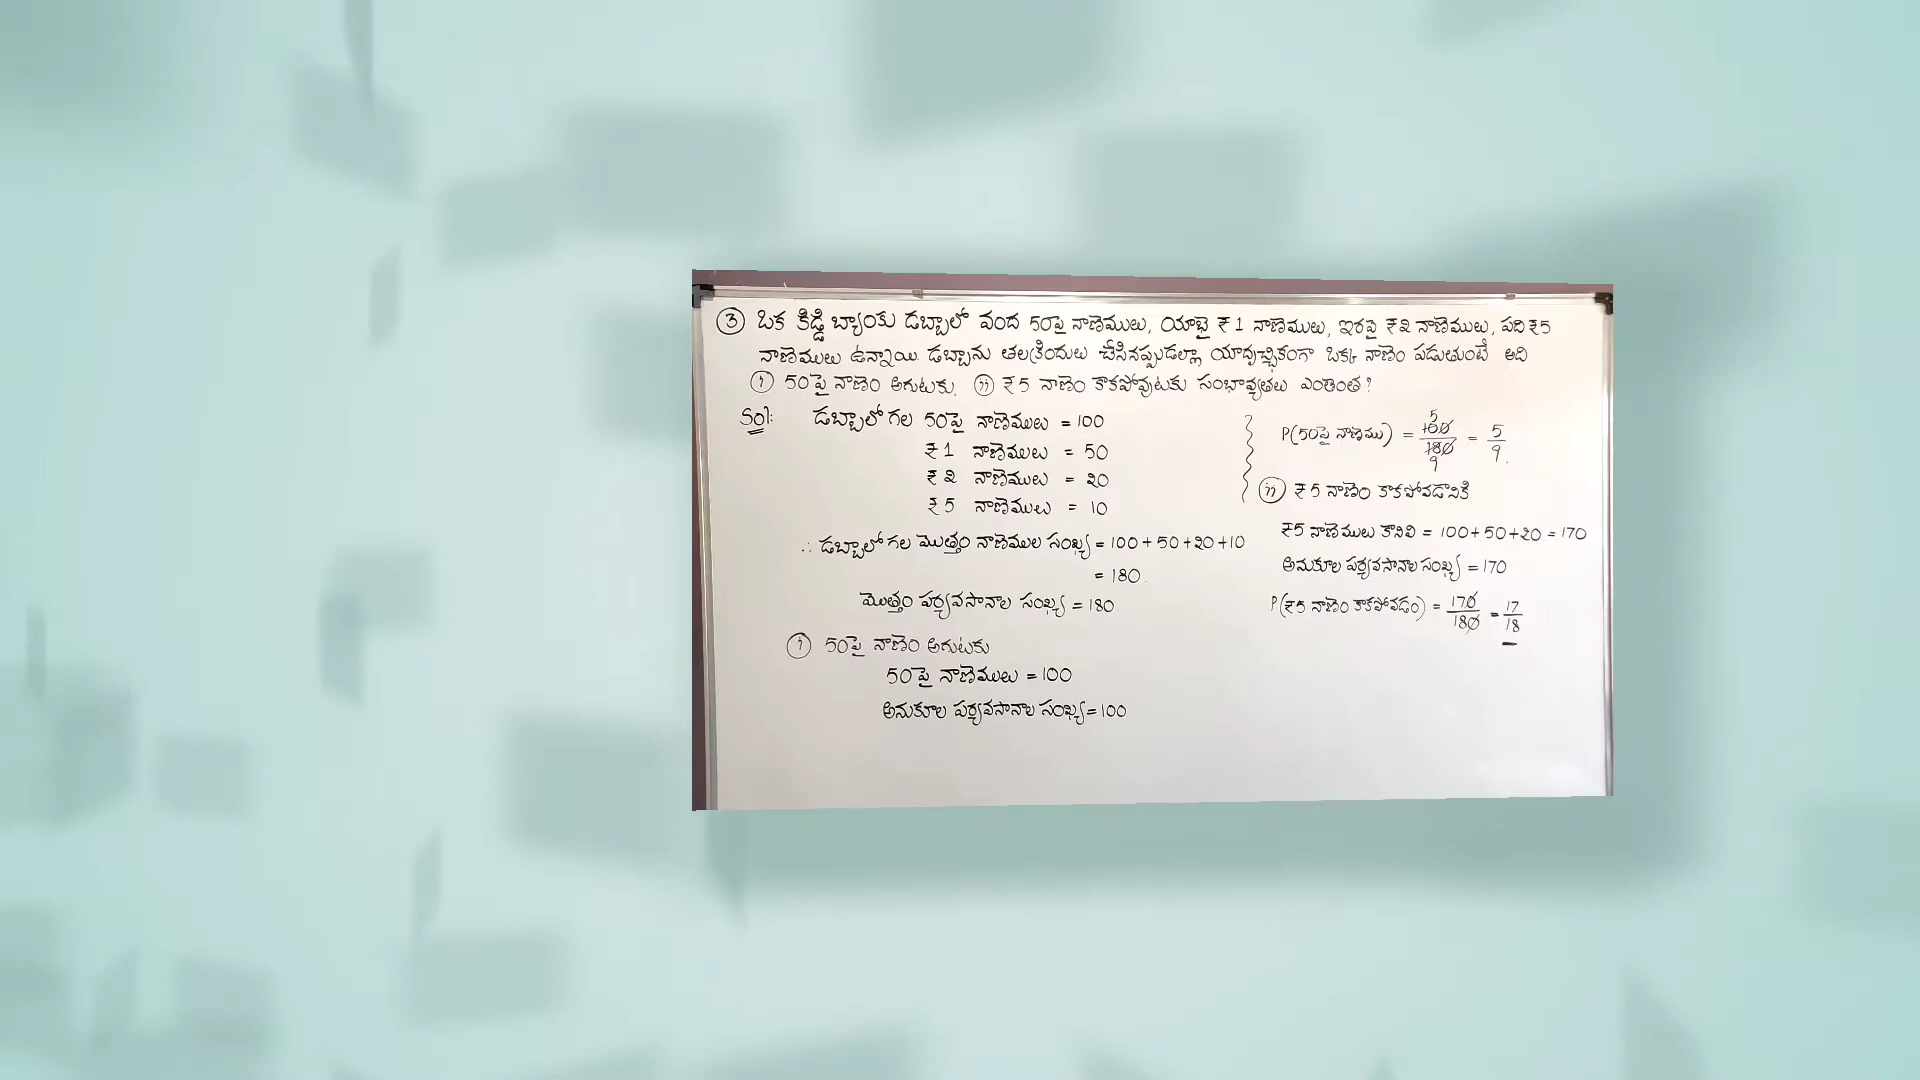 ③ ఒక కిడ్డి బ్యాంకు డబ్బాలో వంద 50పై నాణెములు, యాభై ₹1 నాణెములు, ఇరపై ₹2 నాణెములు, పది ₹5
నాణెములు ఉన్నాయి. డబ్బాను తలక్రిందులు చేసినప్పుడల్లా యాదృచ్ఛికంగా ఒక్క నాణెం పడుతుంటే అది
(i) 50పై నాణెం అగుటకు, (ii) ₹5 నాణెం కాకపోవుటకు సంభావ్యతలు ఎంతెంత?
Sol: డబ్బాలో గల 50పై నాణెములు = 100
₹1 నాణెములు = 50
₹2 నాణెములు = 20
₹5 నాణెములు = 10
∴ డబ్బాలో గల మొత్తం నాణెముల సంఖ్య = 100+50+20+10
= 180.
మొత్తం పర్యవసానాల సంఖ్య = 180
(i) 50పై నాణెం అగుటకు
50పై నాణెములు = 100
అనుకూల పర్యవసానాల సంఖ్య = 100
P(50పై నాణెము) = 100/180 = 5/9.
5
9
(ii) ₹5 నాణెం కాకపోవడానికి
₹5 నాణెములు కానివి = 100+50+20 = 170
అనుకూల పర్యవసానాల సంఖ్య = 170
P(₹5 నాణెం కాకపోవడం) = 170/180 = 17/18